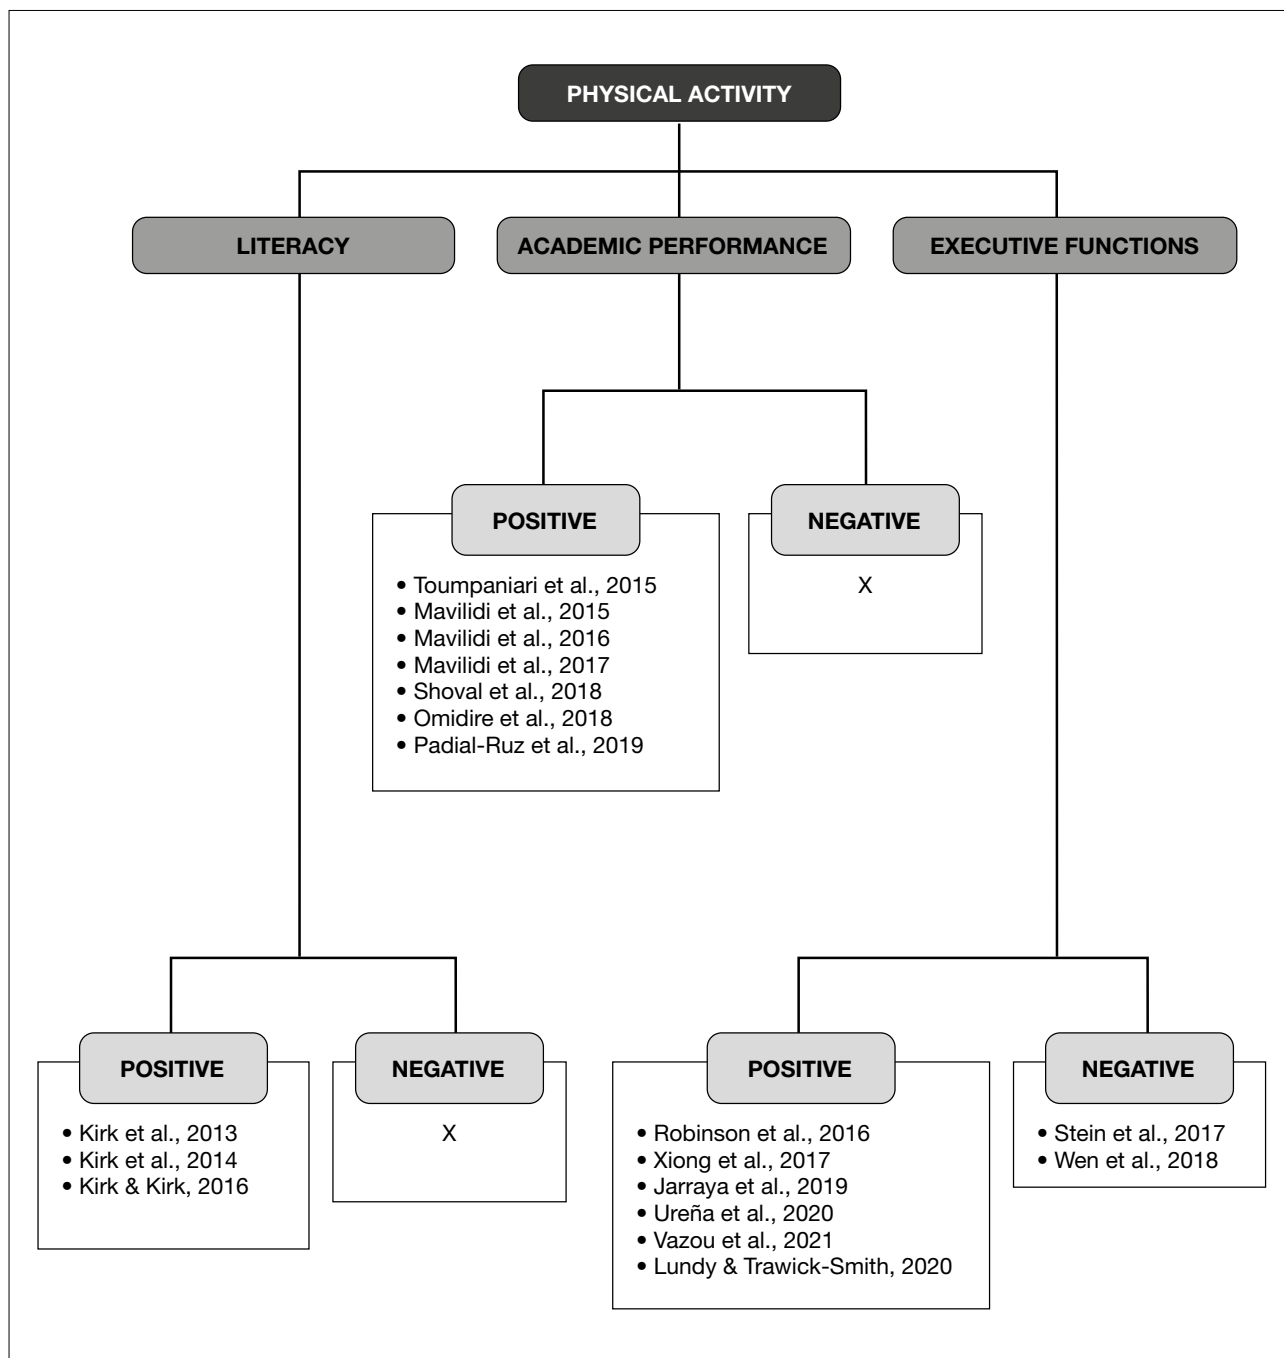 PHYSICAL ACTIVITY
LITERACY
ACADEMIC PERFORMANCE
EXECUTIVE FUNCTIONS
POSITIVE
• Toumpaniari et al., 2015
• Mavilidi et al., 2015
• Mavilidi et al., 2016
• Mavilidi et al., 2017
• Shoval et al., 2018
• Omidire et al., 2018
• Padial-Ruz et al., 2019
NEGATIVE
X
POSITIVE
• Kirk et al., 2013
• Kirk et al., 2014
• Kirk & Kirk, 2016
NEGATIVE
X
POSITIVE
• Robinson et al., 2016
• Xiong et al., 2017
• Jarraya et al., 2019
• Ureña et al., 2020
• Vazou et al., 2021
• Lundy & Trawick-Smith, 2020
NEGATIVE
• Stein et al., 2017
• Wen et al., 2018